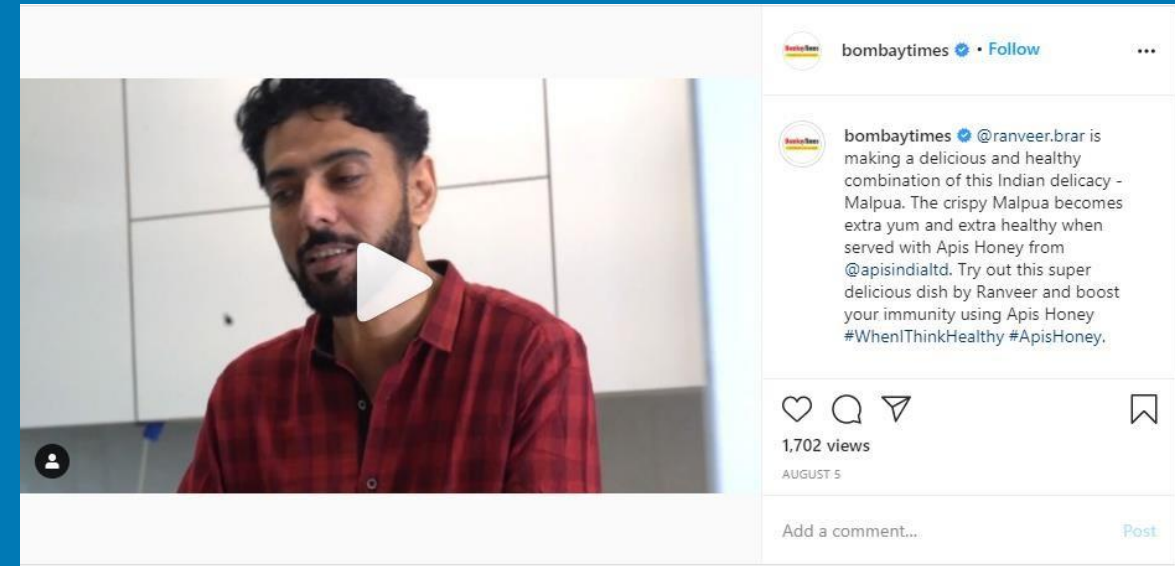 bombaytimes • Follow
bombaytimes @ranveer.brar is
making a delicious and healthy
combination of this Indian delicacy -
Malpua. The crispy Malpua becomes
extra yum and extra healthy when
served with Apis Honey from
@apisindialtd. Try out this super
delicious dish by Ranveer and boost
your immunity using Apis Honey
#WhenIThinkHealthy #ApisHoney.
1,702 views
AUGUST 5
Add a comment... Post